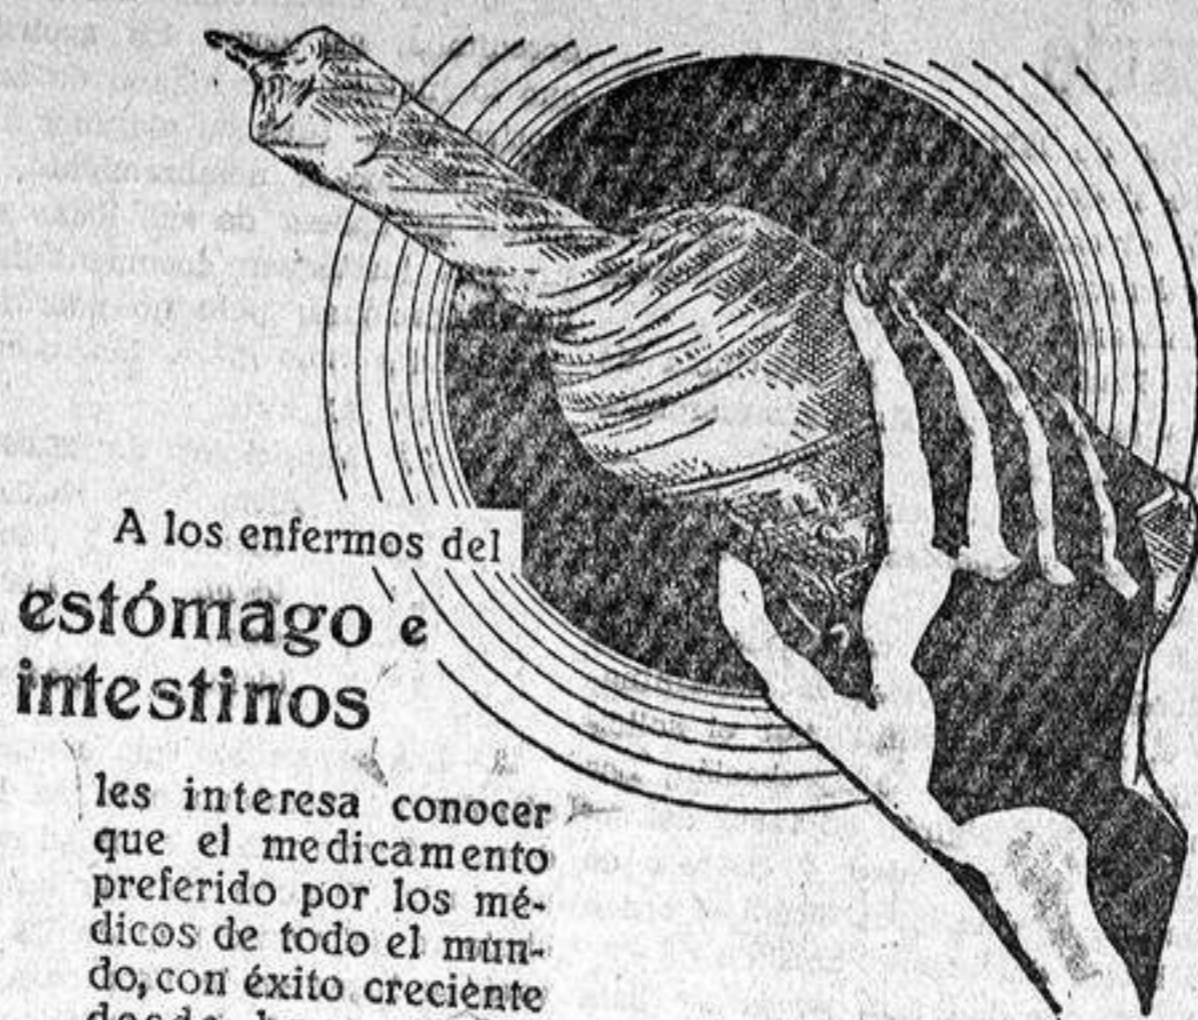 A los enfermos del
estómago e
intestinos
les interesa conocer
que el medicamento
preferido por los mé-
dicos de todo el mun-
do, con éxito creciente